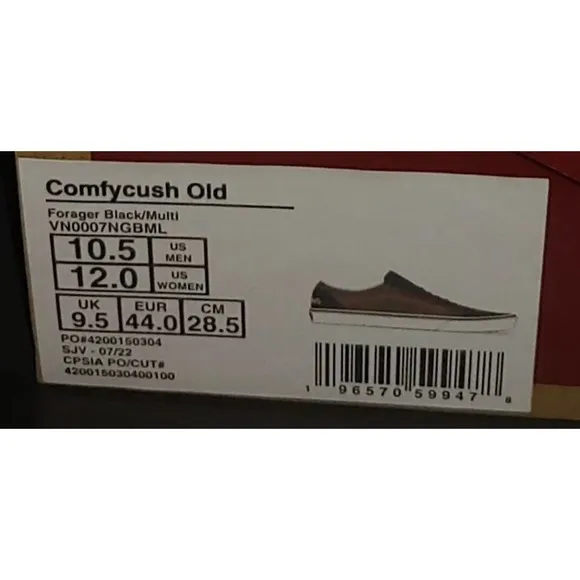 Comfycush Old
Forager Black/Multi
VN0007NGBML
10.5 US MEN
12.0 US WOMEN
UK EUR CM
9.5 44.0 28.5
PO#4200150304
SJV - 07/22
CPSIA PO/CUT#
420015030400100
1 96570 59947 8